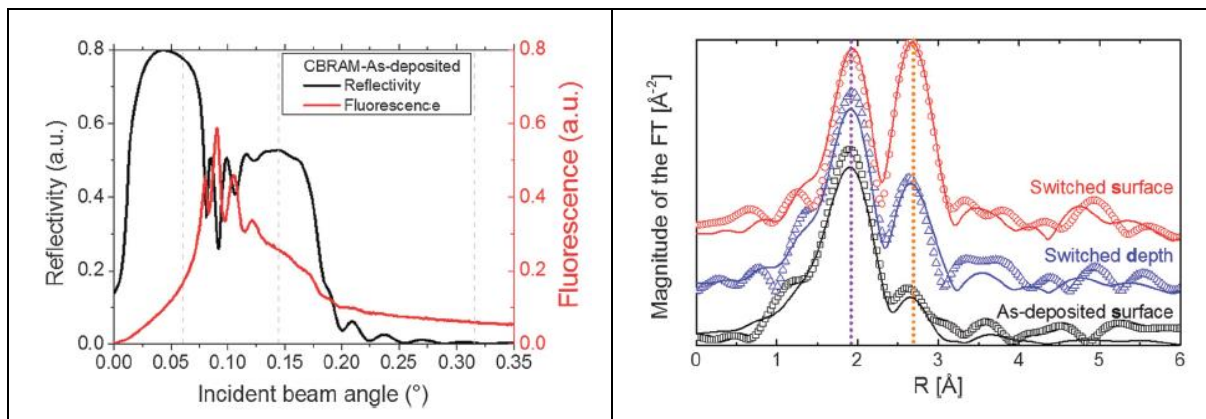 CBRAM-As-deposited
Reflectivity
Fluorescence
Reflectivity (a.u.)
0.8
0.6
0.4
0.2
0.0
Fluorescence (a.u.)
0.8
0.6
0.4
0.2
0.0
0.00 0.05 0.10 0.15 0.20 0.25 0.30 0.35
Incident beam angle (°)
Magnitude of the FT [Å-2]
Switched surface
Switched depth
As-deposited surface
0 1 2 3 4 5 6
R [Å]